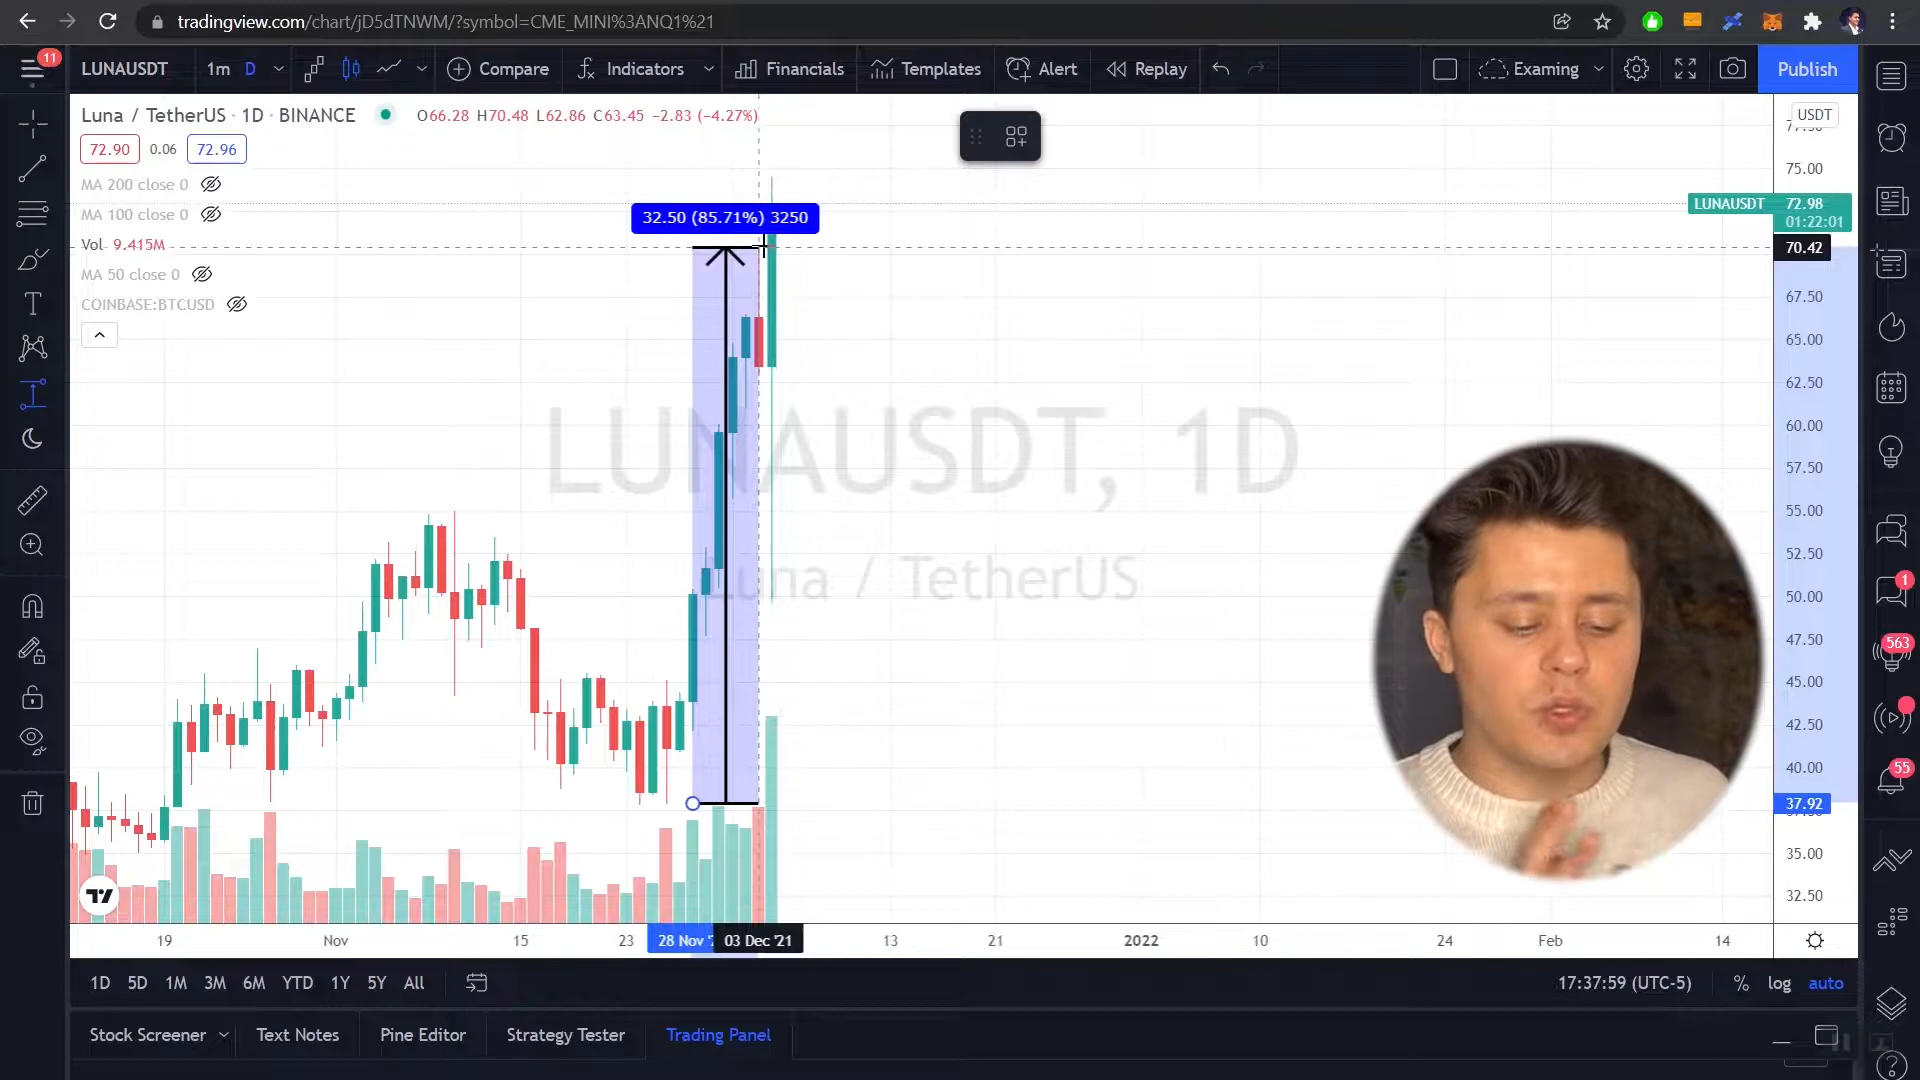 tradingview.com/chart/jD5dTNWM/?symbol=CME_MINI%3ANQ1%21
11
LUNAUSDT
1m
D
Compare
Indicators
Financials
Templates
Alert
Replay
Examing
Publish
Luna / TetherUS · 1D · BINANCE
O66.28 H70.48 L62.86 C63.45 −2.83 (−4.27%)
USDT
72.90
0.06
72.96
MA 200 close 0
MA 100 close 0
Vol 9.415M
MA 50 close 0
COINBASE:BTCUSD
32.50 (85.71%) 3250
75.00
LUNAUSDT 72.98
01:22:01
70.42
67.50
65.00
62.50
60.00
57.50
55.00
52.50
50.00
47.50
45.00
42.50
40.00
37.92
35.00
32.50
LUNAUSDT, 1D
Luna / TetherUS
1
563
55
19
Nov
15
23
28 Nov '
03 Dec '21
13
21
2022
10
24
Feb
14
1D
5D
1M
3M
6M
YTD
1Y
5Y
All
17:37:59 (UTC-5)
%
log
auto
Stock Screener
Text Notes
Pine Editor
Strategy Tester
Trading Panel